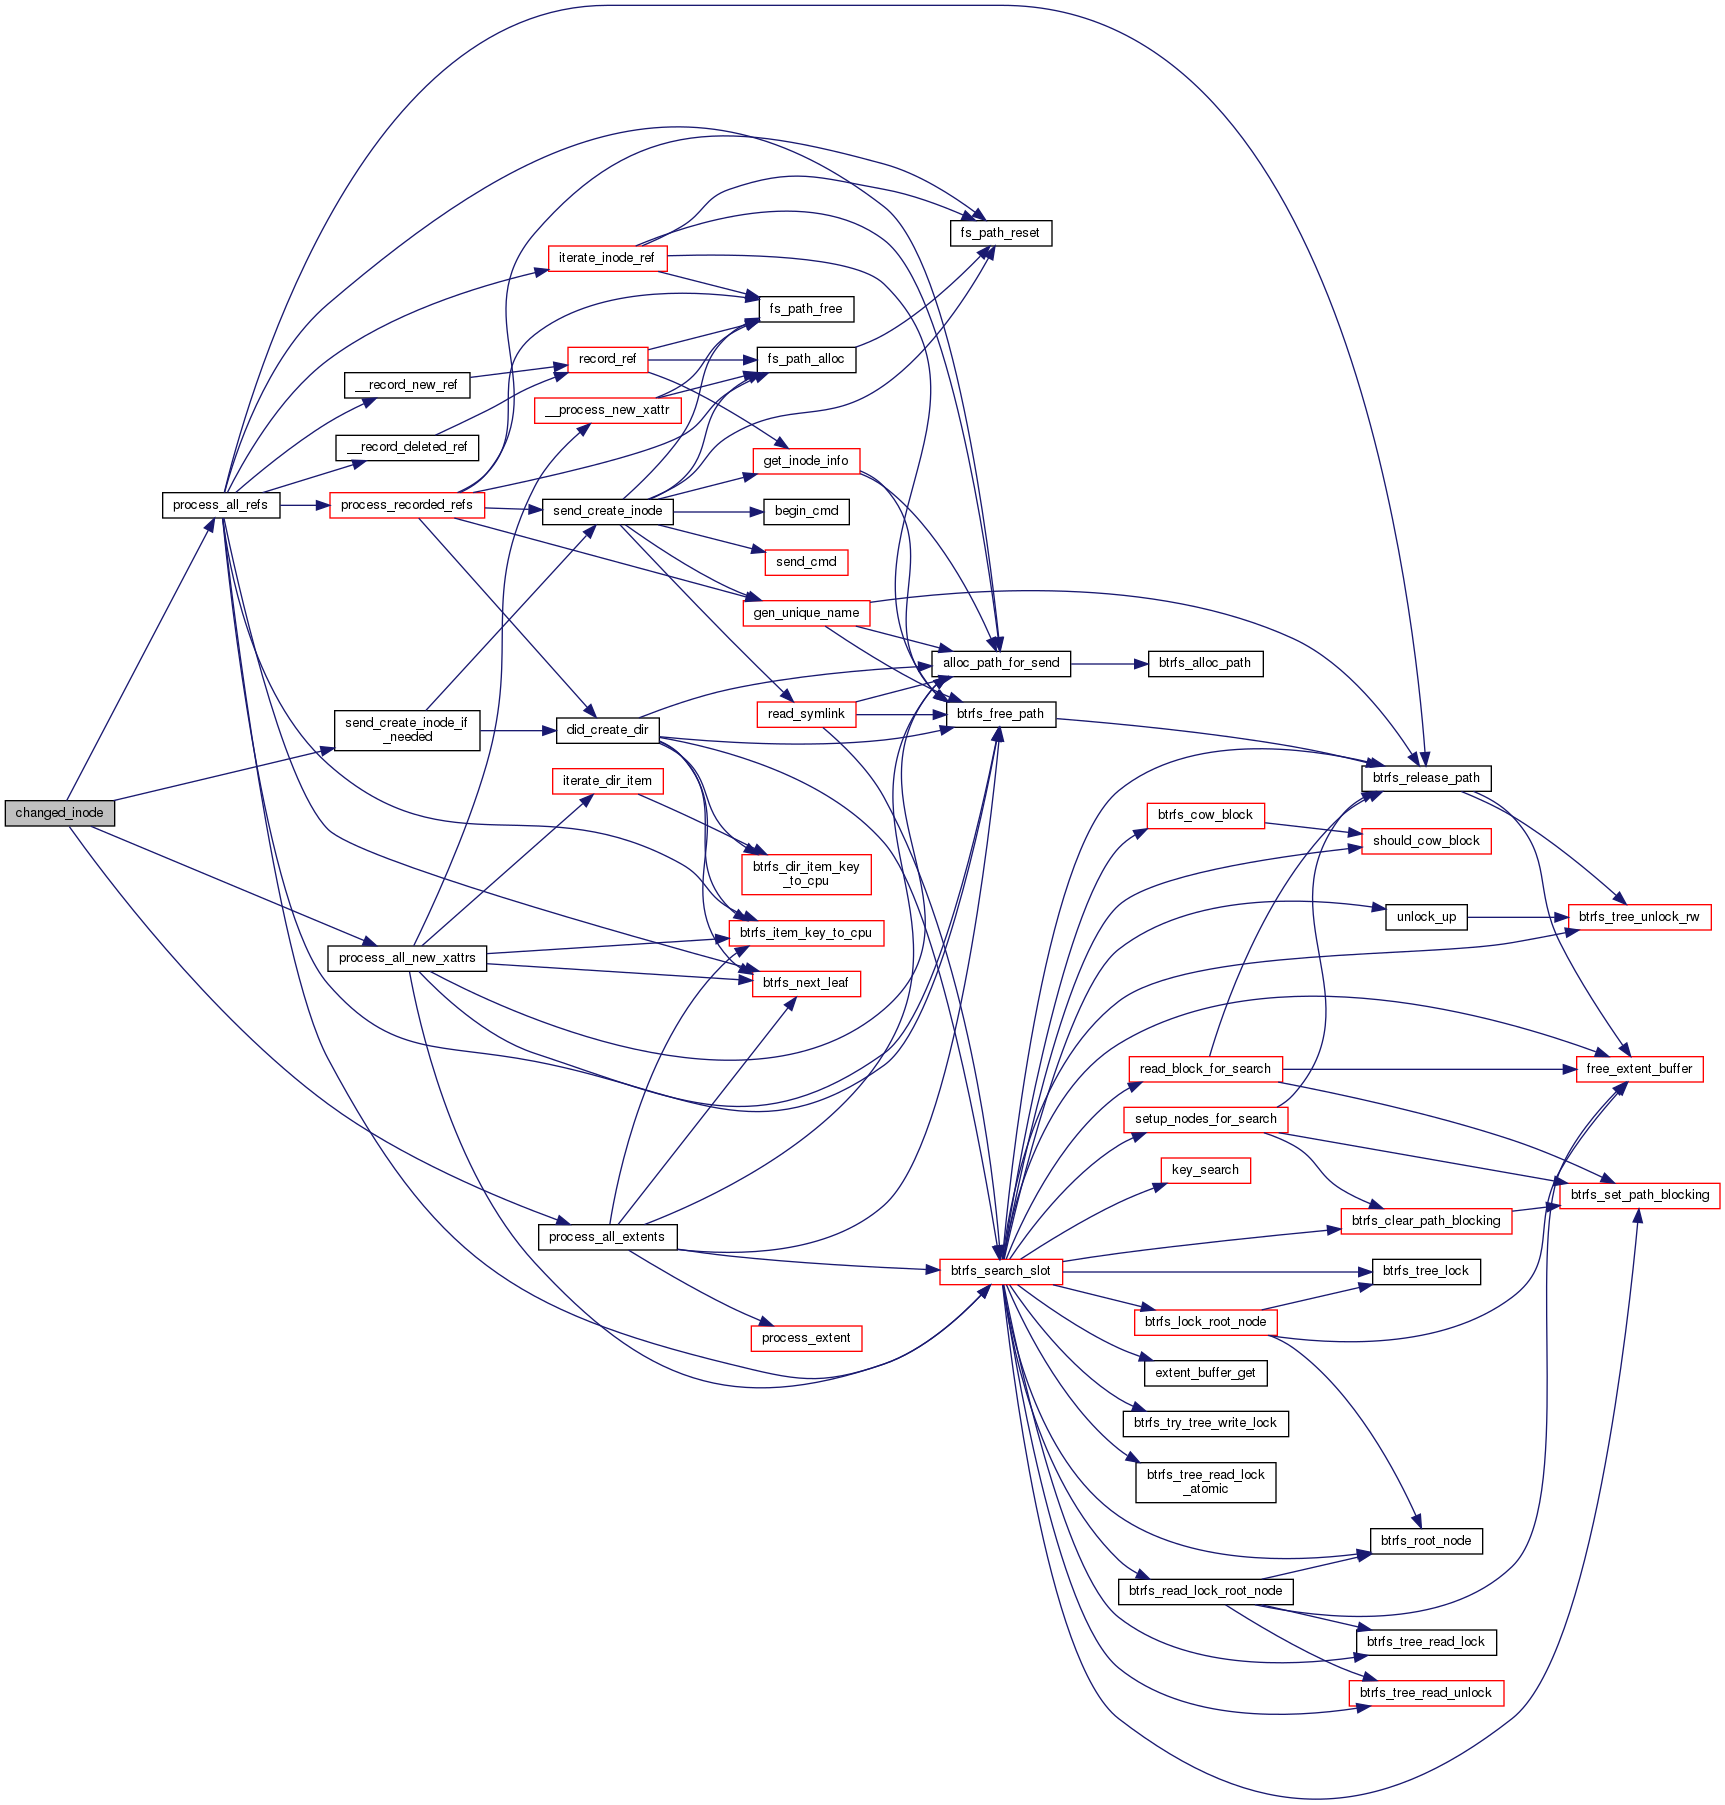 fs_path_reset
iterate_inode_ref
fs_path_free
record_ref
fs_path_alloc
__record_new_ref
__process_new_xattr
__record_deleted_ref
get_inode_info
process_all_refs
process_recorded_refs
send_create_inode
begin_cmd
send_cmd
gen_unique_name
alloc_path_for_send
btrfs_alloc_path
send_create_inode_if
_needed
did_create_dir
read_symlink
btrfs_free_path
btrfs_release_path
iterate_dir_item
changed_inode
btrfs_cow_block
should_cow_block
btrfs_dir_item_key
_to_cpu
btrfs_item_key_to_cpu
unlock_up
btrfs_tree_unlock_rw
process_all_new_xattrs
btrfs_next_leaf
read_block_for_search
free_extent_buffer
setup_nodes_for_search
key_search
btrfs_set_path_blocking
btrfs_clear_path_blocking
process_all_extents
btrfs_search_slot
btrfs_tree_lock
btrfs_lock_root_node
process_extent
extent_buffer_get
btrfs_try_tree_write_lock
btrfs_tree_read_lock
_atomic
btrfs_root_node
btrfs_read_lock_root_node
btrfs_tree_read_lock
btrfs_tree_read_unlock